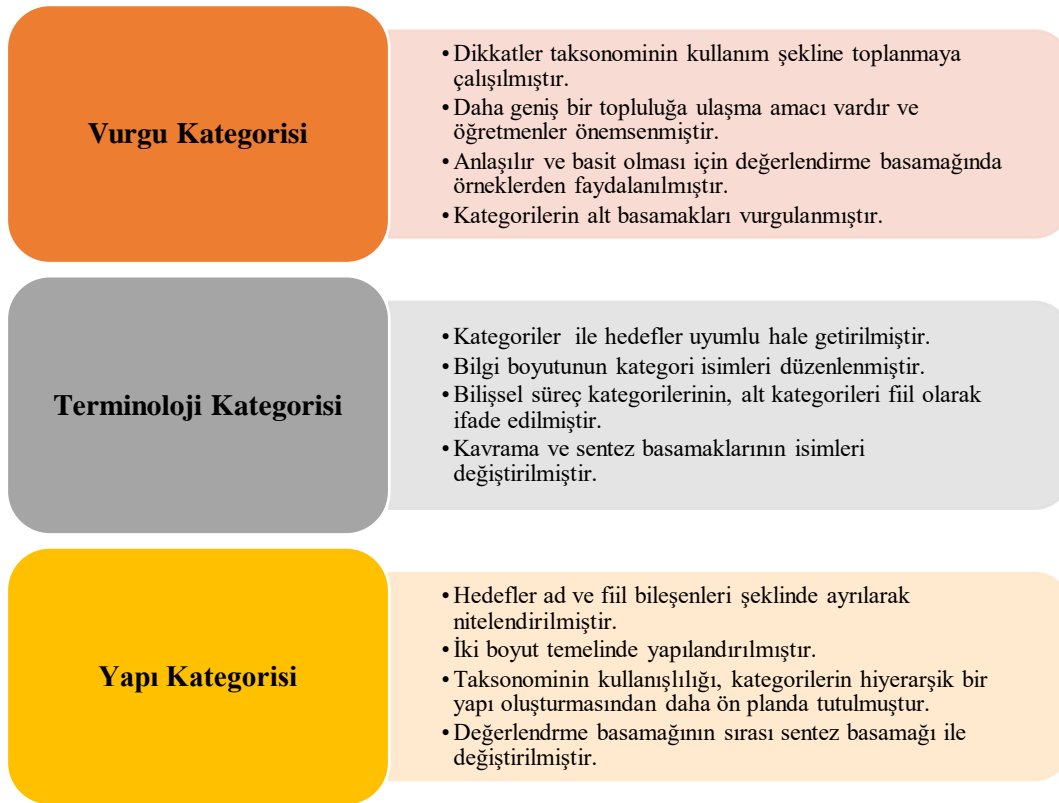 Vurgu Kategorisi
• Dikkatler taksonominin kullanım şekline toplanmaya
çalışılmıştır.
• Daha geniş bir topluluğa ulaşma amacı vardır ve
öğretmenler önemsenmiştir.
• Anlaşılır ve basit olması için değerlendirme basamağında
örneklerden faydalanılmıştır.
• Kategorilerin alt basamakları vurgulanmıştır.
Terminoloji Kategorisi
• Kategoriler ile hedefler uyumlu hale getirilmiştir.
• Bilgi boyutunun kategori isimleri düzenlenmiştir.
• Bilişsel süreç kategorilerinin, alt kategorileri fiil olarak
ifade edilmiştir.
• Kavrama ve sentez basamaklarının isimleri
değiştirilmiştir.
Yapı Kategorisi
• Hedefler ad ve fiil bileşenleri şeklinde ayrılarak
nitelendirilmiştir.
• İki boyut temelinde yapılandırılmıştır.
• Taksonominin kullanışlılığı, kategorilerin hiyerarşik bir
yapı oluşturmasından daha ön planda tutulmuştur.
• Değerlendrme basamağının sırası sentez basamağı ile
değiştirilmiştir.